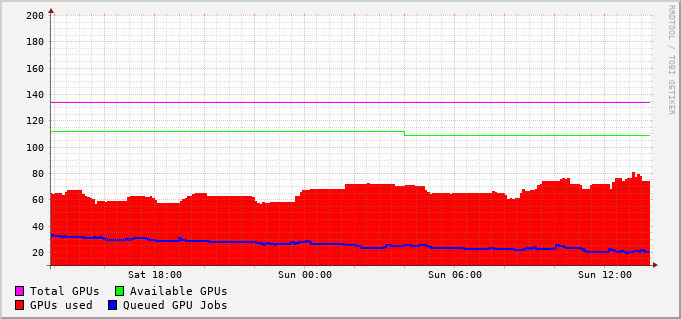 200
180
160
140
120
100
80
60
40
20
Sat 18:00 Sun 00:00 Sun 06:00 Sun 12:00
Total GPUs Available GPUs
GPUs used Queued GPU Jobs
RRDTOOL / TOBI OETIKER